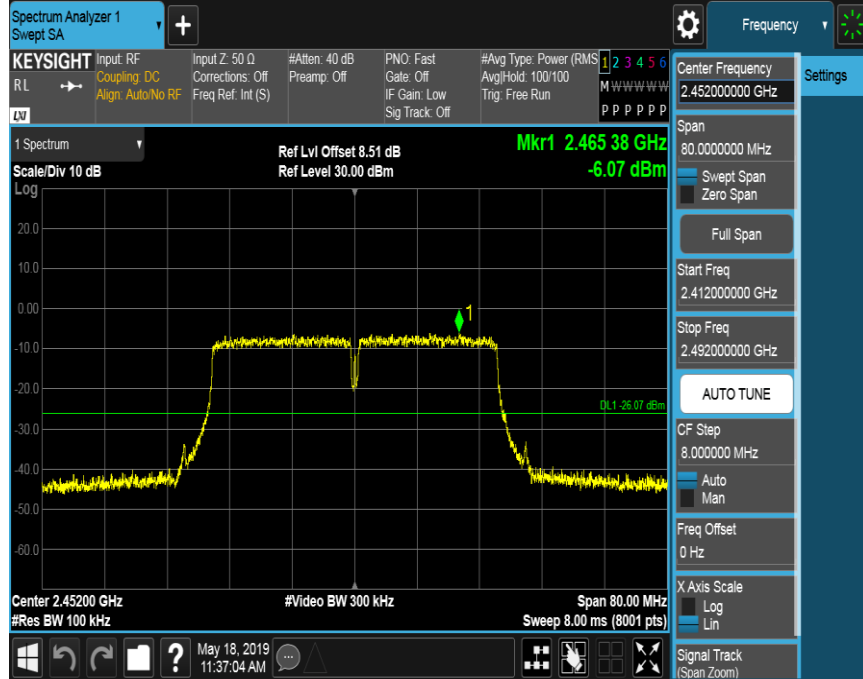 Spectrum Analyzer 1
Swept SA
+
Frequency
KEYSIGHT
R L
LXI
Input: RF
Coupling: DC
Align: Auto/No RF
Input Z: 50 Ω
Corrections: Off
Freq Ref: Int (S)
#Atten: 40 dB
Preamp: Off
PNO: Fast
Gate: Off
IF Gain: Low
Sig Track: Off
#Avg Type: Power (RMS
Avg|Hold: 100/100
Trig: Free Run
1 2 3 4 5 6
M W W W W W
P P P P P P
1 Spectrum
Scale/Div 10 dB
Log
Ref Lvl Offset 8.51 dB
Ref Level 30.00 dBm
Mkr1 2.465 38 GHz
-6.07 dBm
20.0
10.0
0.00
-10.0
-20.0
-30.0
-40.0
-50.0
-60.0
1
DL1 -26.07 dBm
Center 2.45200 GHz
#Res BW 100 kHz
#Video BW 300 kHz
Span 80.00 MHz
Sweep 8.00 ms (8001 pts)
Center Frequency
2.452000000 GHz
Settings
Span
80.0000000 MHz
Swept Span
Zero Span
Full Span
Start Freq
2.412000000 GHz
Stop Freq
2.492000000 GHz
AUTO TUNE
CF Step
8.000000 MHz
Auto
Man
Freq Offset
0 Hz
X Axis Scale
Log
Lin
Signal Track
(Span Zoom)
?
May 18, 2019
11:37:04 AM